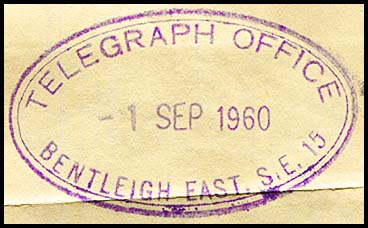 TELEGRAPH OFFICE
- 1 SEP 1960
BENTLEIGH EAST. S.E. 15